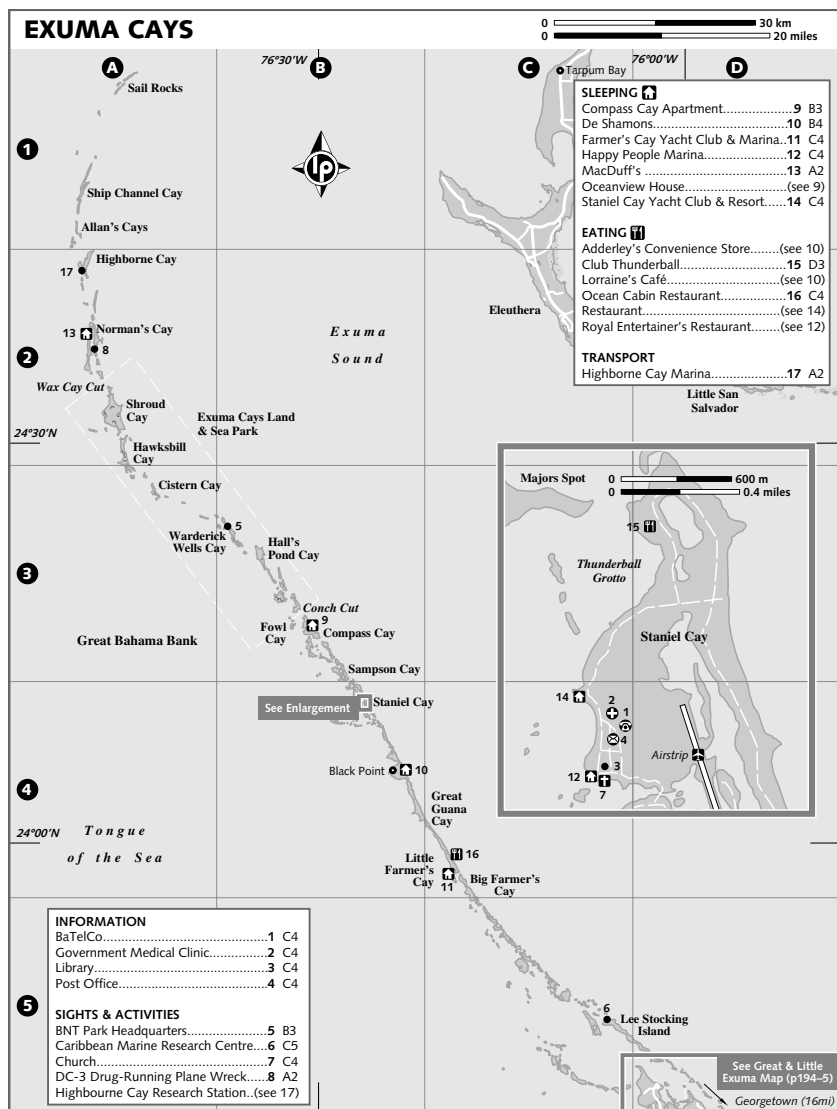 EXUMA CAYS
0 30 km
0 20 miles
76°30'W
76°00'W
A
B
C
D
Tarpum Bay
Sail Rocks
SLEEPING
Compass Cay Apartment..................9 B3
De Shamons.................................10 B4
Farmer's Cay Yacht Club & Marina..11 C4
Happy People Marina....................12 C4
MacDuff's ...................................13 A2
Oceanview House......................(see 9)
Staniel Cay Yacht Club & Resort......14 C4
EATING
Adderley's Convenience Store.......(see 10)
Club Thunderball..........................15 D3
Lorraine's Café...........................(see 10)
Ocean Cabin Restaurant................16 C4
Restaurant.................................(see 14)
Royal Entertainer's Restaurant......(see 12)
TRANSPORT
Highborne Cay Marina...................17 A2
1
lp
Ship Channel Cay
Allan's Cays
Highborne Cay
17
Eleuthera
13
Norman's Cay
8
Exuma
Sound
2
Wax Cay Cut
Shroud
Cay
Exuma Cays Land
& Sea Park
Little San
Salvador
24°30'N
Hawksbill
Cay
Cistern Cay
5
Warderick
Wells Cay
Hall's
Pond Cay
3
Conch Cut
9
Fowl
Cay
Compass Cay
Great Bahama Bank
Sampson Cay
See Enlargement
Staniel Cay
Majors Spot
0 600 m
0 0.4 miles
15
Thunderball
Grotto
Staniel Cay
14
2
1
4
Airstrip
3
12
7
Black Point
10
4
Great
Guana
Cay
24°00'N
Tongue
of the Sea
16
Little
Farmer's
Cay
11
Big Farmer's
Cay
INFORMATION
BaTelCo........................................1 C4
Government Medical Clinic..............2 C4
Library..........................................3 C4
Post Office....................................4 C4
SIGHTS & ACTIVITIES
BNT Park Headquarters...................5 B3
Caribbean Marine Research Centre....6 C5
Church..........................................7 C4
DC-3 Drug-Running Plane Wreck.....8 A2
Highbourne Cay Research Station..(see 17)
5
6
Lee Stocking
Island
See Great & Little
Exuma Map (p194–5)
Georgetown (16mi)